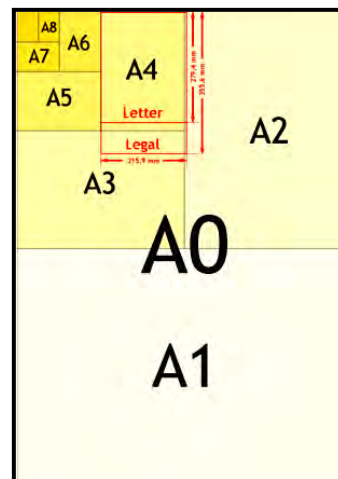 A8
A7
A6
A5
A4
Letter
Legal
215,9 mm
279,4 mm
355,6 mm
A3
A2
A0
A1